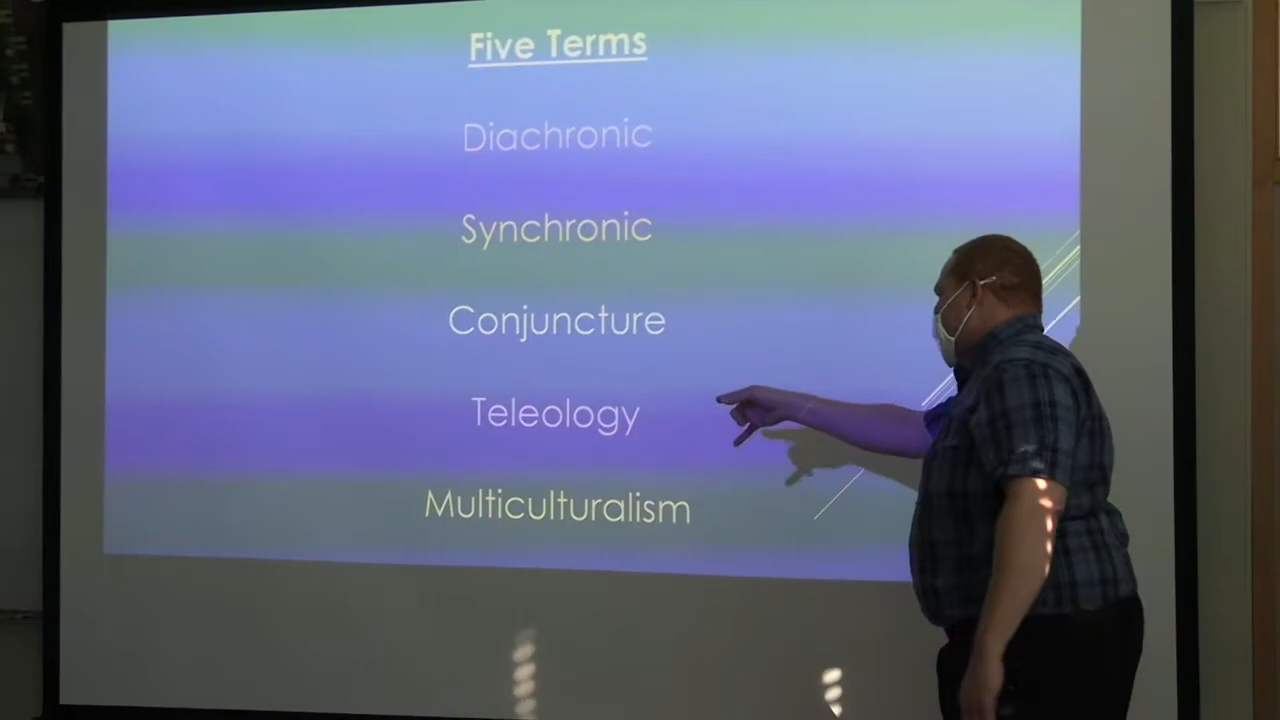 Five Terms
Diachronic
Synchronic
Conjuncture
Teleology
Multiculturalism